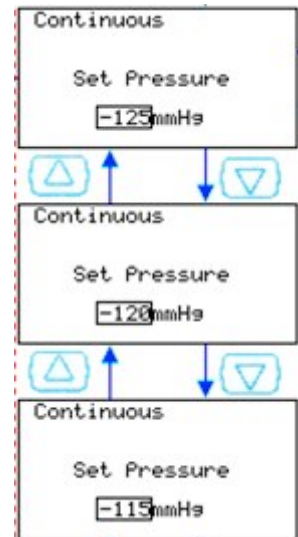 Continuous
Set Pressure
-125mmHg
Continuous
Set Pressure
-120mmHg
Continuous
Set Pressure
-115mmHg